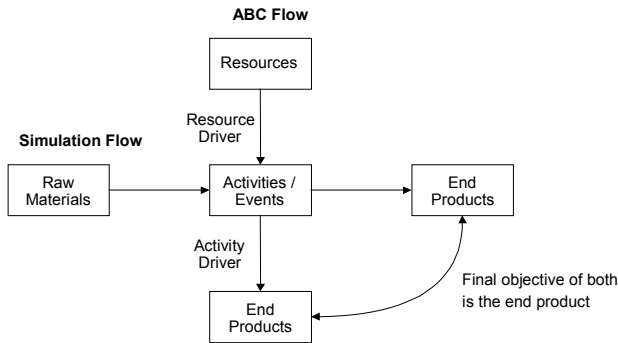 ABC Flow
Resources
Resource
Driver
Simulation Flow
Raw
Materials
Activities /
Events
End
Products
Activity
Driver
Final objective of both
is the end product
End
Products